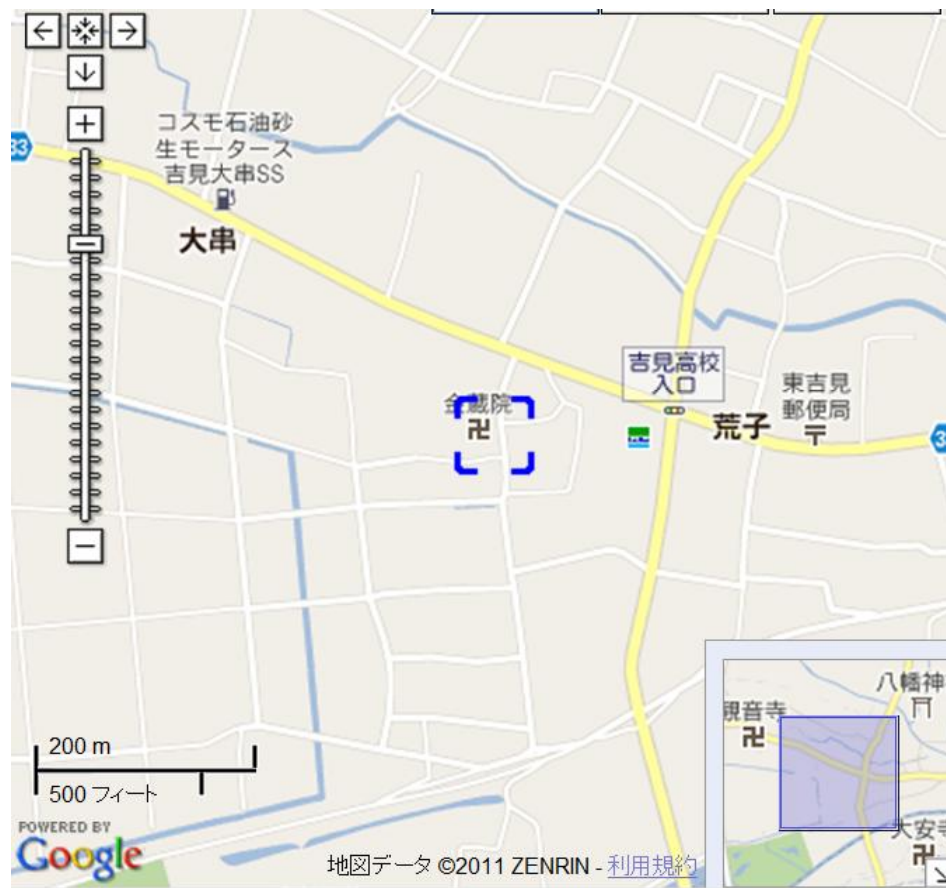 33
コスモ石油砂
生モータース
吉見大串SS
大串
吉見高校
入口
金蔵院
東吉見
郵便局
荒子
3
八幡神
観音寺
大安寺
200 m
500 フィート
POWERED BY
Google
地図データ ©2011 ZENRIN - 利用規約